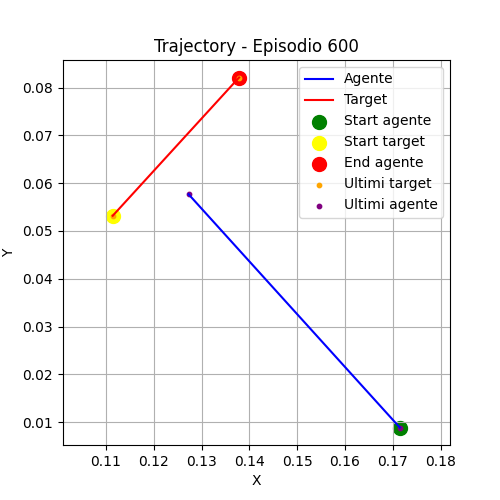 Trajectory - Episodio 600
Agente
Target
Start agente
Start target
End agente
Ultimi target
Ultimi agente
Y
0.08
0.07
0.06
0.05
0.04
0.03
0.02
0.01
0.11 0.12 0.13 0.14 0.15 0.16 0.17 0.18
X